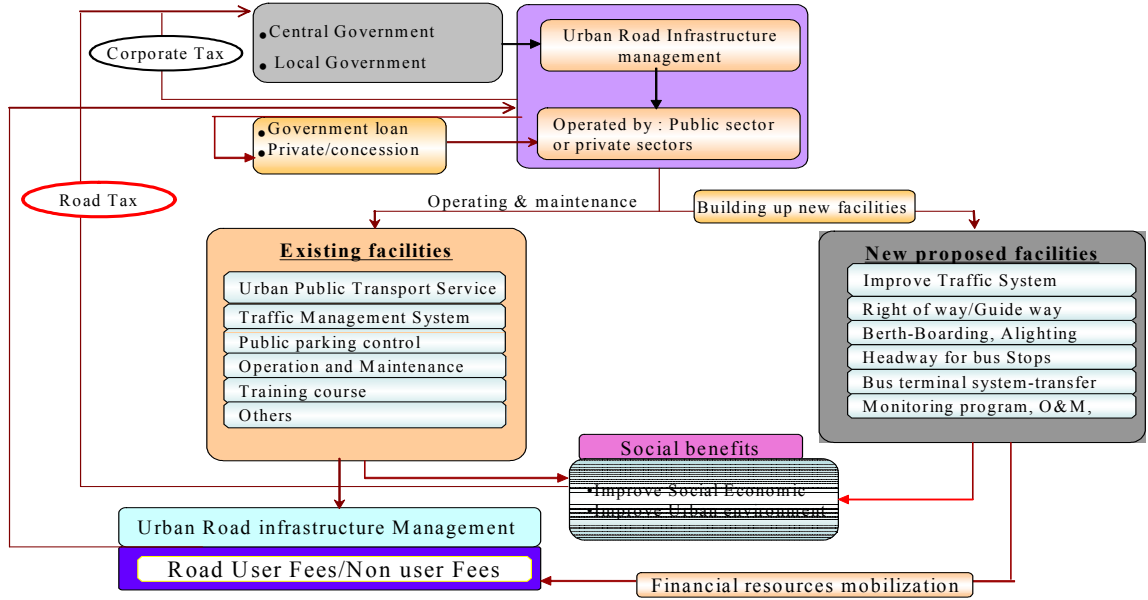 Corporate Tax
•Central Government
• Local Government
Urban Road Infrastructure
management
•Government loan
•Private/concession
Operated by : Public sector
or private sectors
Road Tax
Operating & maintenance
Building up new facilities
Existing facilities
Urban Public Transport Service
Traffic Management System
Public parking control
Operation and Maintenance
Training course
Others
New proposed facilities
Improve Traffic System
Right of way/Guide way
Berth-Boarding, Alighting
Headway for bus Stops
Bus terminal system-transfer
Monitoring program, O&M,
Social benefits
•Improve Social Economic
•Improve Urban environment
Urban Road infrastructure Management
Road User Fees/Non user Fees
Financial resources mobilization